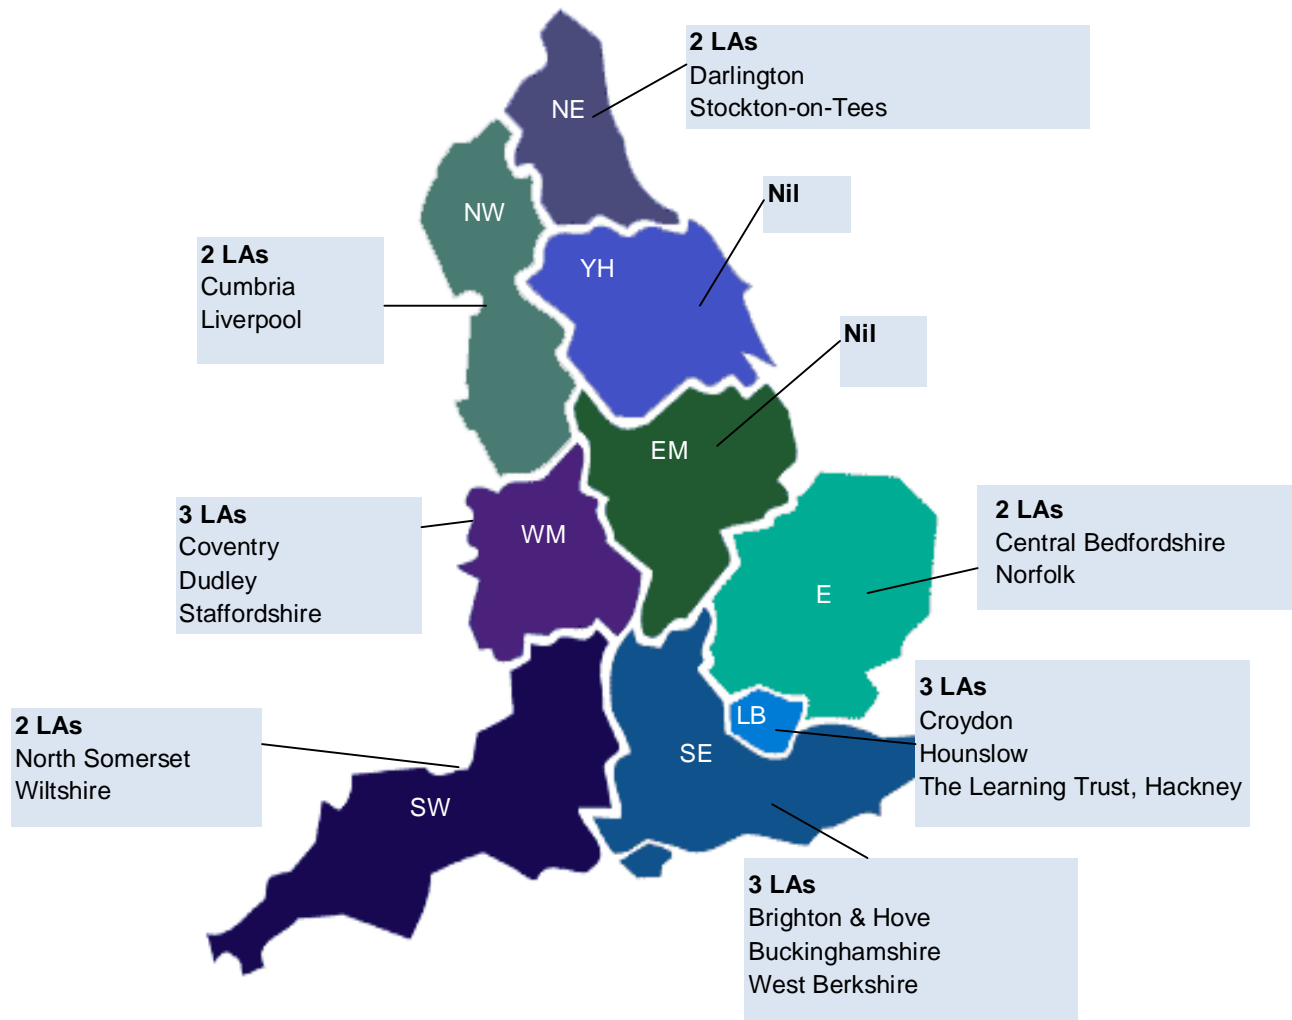 2 LAs
Darlington
Stockton-on-Tees
NE
Nil
NW
2 LAs
Cumbria
Liverpool
YH
Nil
EM
3 LAs
Coventry
Dudley
Staffordshire
WM
2 LAs
Central Bedfordshire
Norfolk
E
3 LAs
Croydon
Hounslow
The Learning Trust, Hackney
LB
2 LAs
North Somerset
Wiltshire
SW
SE
3 LAs
Brighton & Hove
Buckinghamshire
West Berkshire